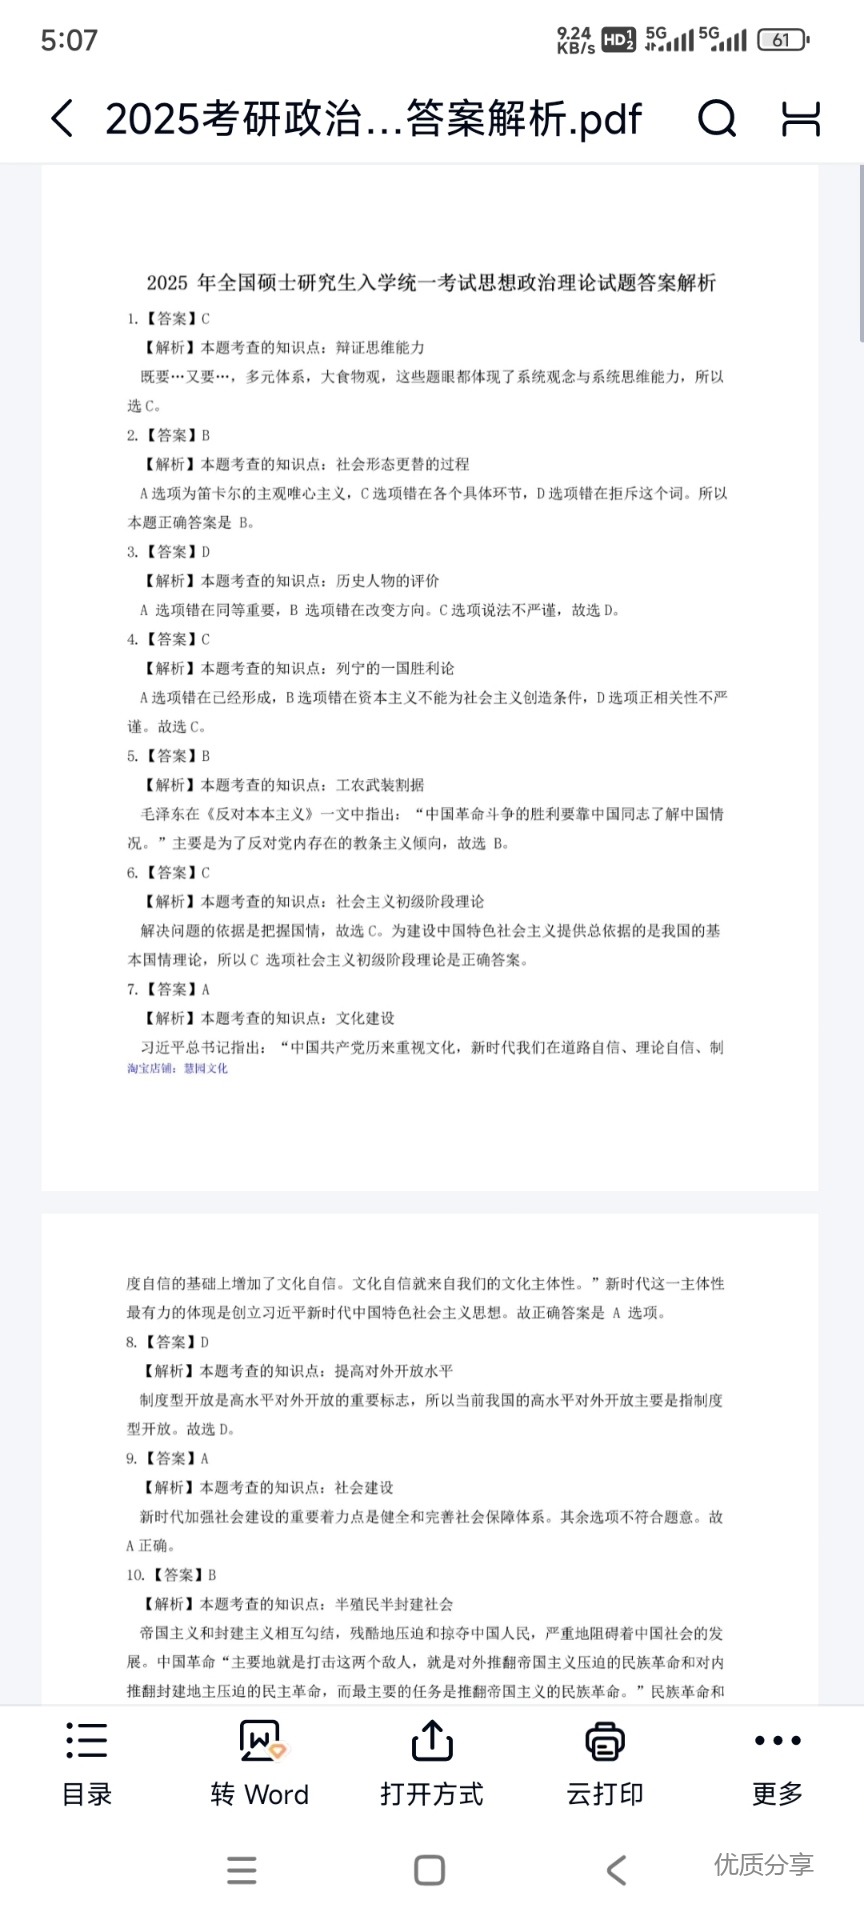 5:07
9.24 KB/s HD 1 2 5G 5G 61
2025考研政治...答案解析.pdf
2025 年全国硕士研究生入学统一考试思想政治理论试题答案解析
1.【答案】C
【解析】本题考查的知识点：辩证思维能力
既要…又要…，多元体系，大食物观，这些题眼都体现了系统观念与系统思维能力，所以
选 C。
2.【答案】B
【解析】本题考查的知识点：社会形态更替的过程
A 选项为笛卡尔的主观唯心主义，C 选项错在各个具体环节，D 选项错在拒斥这个词。所以
本题正确答案是 B。
3.【答案】D
【解析】本题考查的知识点：历史人物的评价
A 选项错在同等重要，B 选项错在改变方向。C 选项说法不严谨，故选 D。
4.【答案】C
【解析】本题考查的知识点：列宁的一国胜利论
A 选项错在已经形成，B 选项错在资本主义不能为社会主义创造条件，D 选项正相关性不严
谨。故选 C。
5.【答案】B
【解析】本题考查的知识点：工农武装割据
毛泽东在《反对本本主义》一文中指出：“中国革命斗争的胜利要靠中国同志了解中国情
况。”主要是为了反对党内存在的教条主义倾向，故选 B。
6.【答案】C
【解析】本题考查的知识点：社会主义初级阶段理论
解决问题的依据是把握国情，故选 C。为建设中国特色社会主义提供总依据的是我国的基
本国情理论，所以 C 选项社会主义初级阶段理论是正确答案。
7.【答案】A
【解析】本题考查的知识点：文化建设
习近平总书记指出：“中国共产党历来重视文化，新时代我们在道路自信、理论自信、制
淘宝店铺：慧园文化
度自信的基础上增加了文化自信。文化自信就来自我们的文化主体性。”新时代这一主体性
最有力的体现是创立习近平新时代中国特色社会主义思想。故正确答案是 A 选项。
8.【答案】D
【解析】本题考查的知识点：提高对外开放水平
制度型开放是高水平对外开放的重要标志，所以当前我国的高水平对外开放主要是指制度
型开放。故选 D。
9.【答案】A
【解析】本题考查的知识点：社会建设
新时代加强社会建设的重要着力点是健全和完善社会保障体系。其余选项不符合题意。故
A 正确。
10.【答案】B
【解析】本题考查的知识点：半殖民半封建社会
帝国主义和封建主义相互勾结，残酷地压迫和掠夺中国人民，严重地阻碍着中国社会的发
展。中国革命“主要地就是打击这两个敌人，就是对外推翻帝国主义压迫的民族革命和对内
推翻封建地主压迫的民主革命，而最主要的任务是推翻帝国主义的民族革命。”民族革命和
目录 转 Word 打开方式 云打印 更多
优质分享